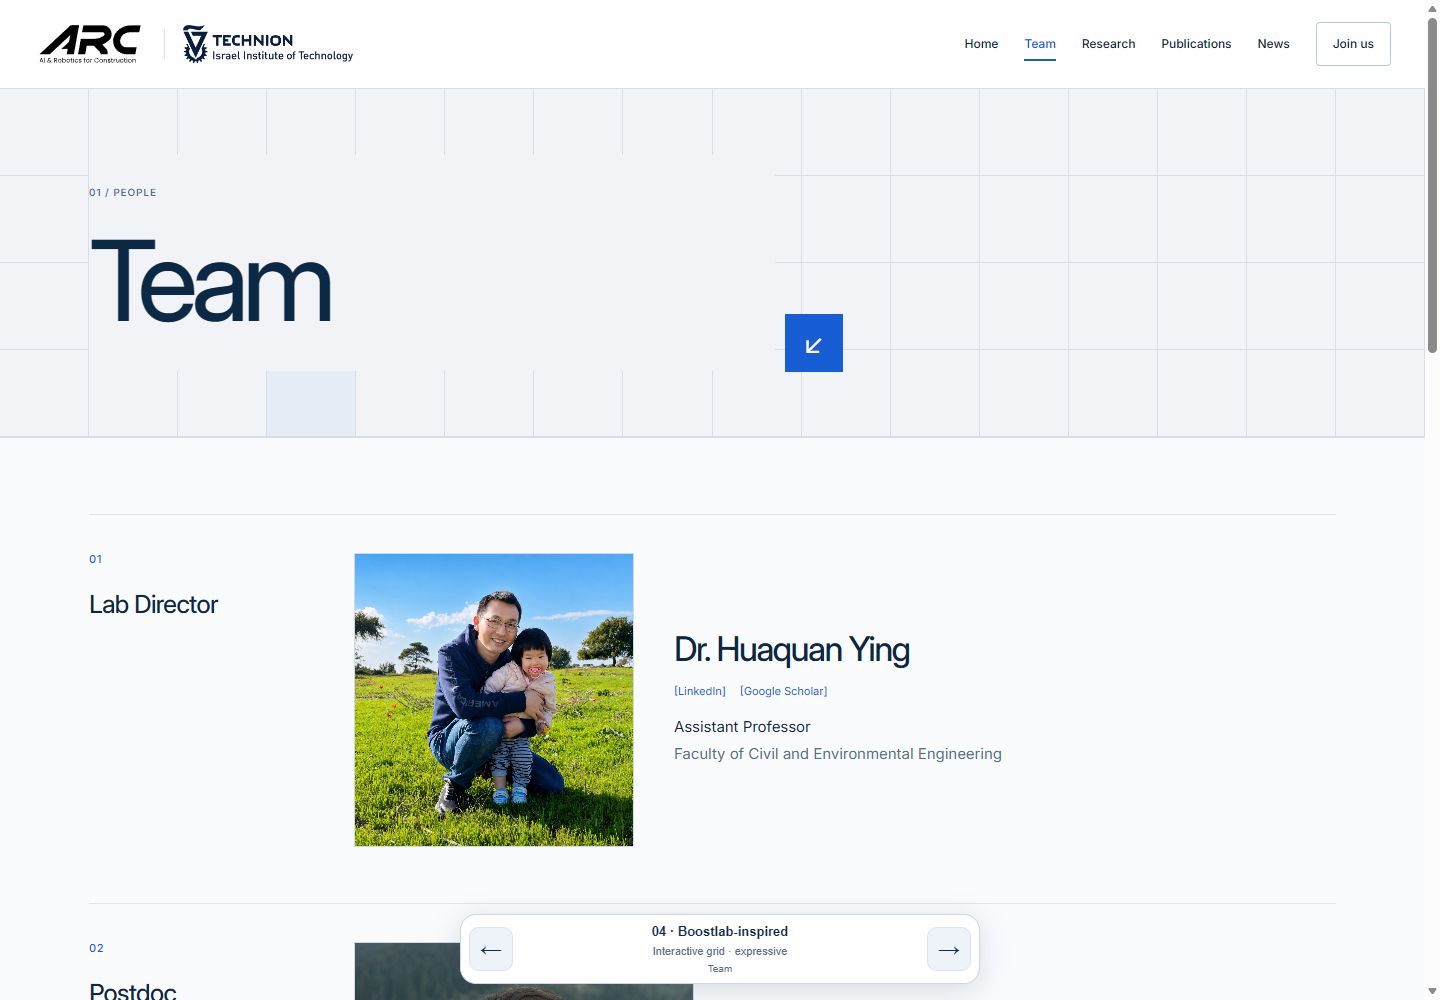 ARC
AI & Robotics for Construction
TECHNION
Israel Institute of Technology
Home
Team
Research
Publications
News
Join us
01 / PEOPLE
Team
01
Lab Director
Dr. Huaquan Ying
[LinkedIn] [Google Scholar]
Assistant Professor
Faculty of Civil and Environmental Engineering
02
Postdoc
04 · Boostlab-inspired
Interactive grid · expressive
Team